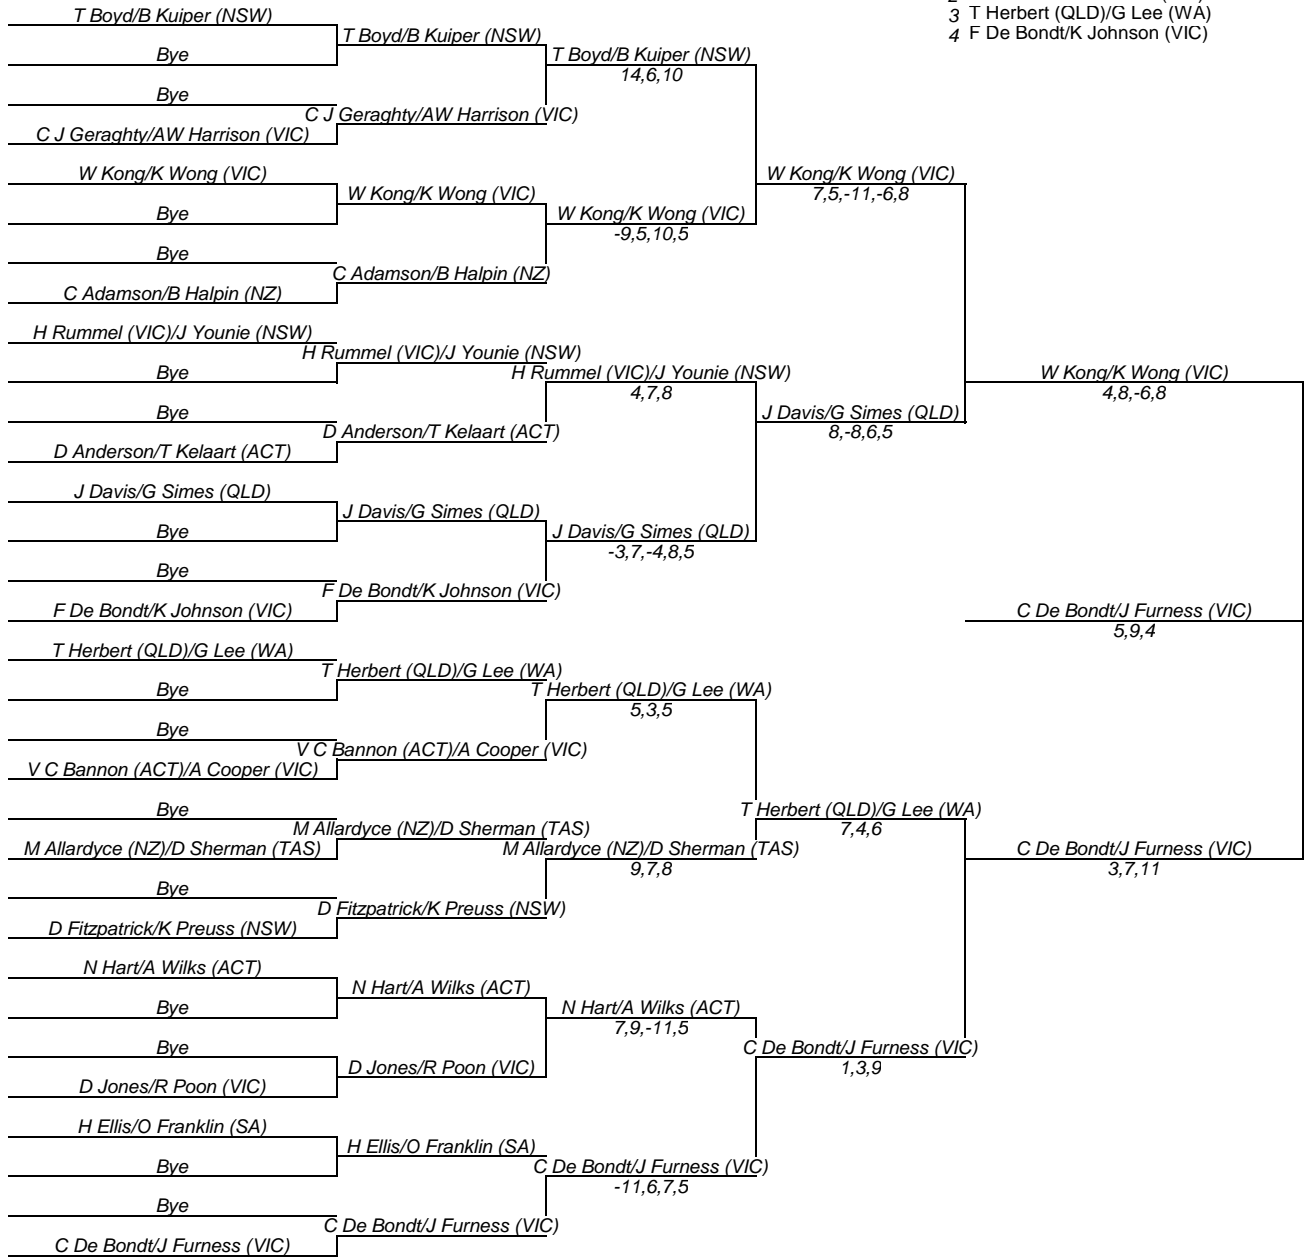 T Boyd/B Kuiper (NSW)
Bye
Bye
C J Geraghty/AW Harrison (VIC)
W Kong/K Wong (VIC)
Bye
Bye
C Adamson/B Halpin (NZ)
H Rummel (VIC)/J Younie (NSW)
Bye
Bye
D Anderson/T Kelaart (ACT)
J Davis/G Simes (QLD)
Bye
Bye
F De Bondt/K Johnson (VIC)
T Herbert (QLD)/G Lee (WA)
Bye
Bye
V C Bannon (ACT)/A Cooper (VIC)
Bye
M Allardyce (NZ)/D Sherman (TAS)
Bye
D Fitzpatrick/K Preuss (NSW)
N Hart/A Wilks (ACT)
Bye
Bye
D Jones/R Poon (VIC)
H Ellis/O Franklin (SA)
Bye
Bye
C De Bondt/J Furness (VIC)
T Boyd/B Kuiper (NSW)
C J Geraghty/AW Harrison (VIC)
W Kong/K Wong (VIC)
C Adamson/B Halpin (NZ)
H Rummel (VIC)/J Younie (NSW)
D Anderson/T Kelaart (ACT)
J Davis/G Simes (QLD)
F De Bondt/K Johnson (VIC)
T Herbert (QLD)/G Lee (WA)
V C Bannon (ACT)/A Cooper (VIC)
M Allardyce (NZ)/D Sherman (TAS)
D Fitzpatrick/K Preuss (NSW)
N Hart/A Wilks (ACT)
D Jones/R Poon (VIC)
H Ellis/O Franklin (SA)
C De Bondt/J Furness (VIC)
T Boyd/B Kuiper (NSW)
14,6,10
W Kong/K Wong (VIC)
-9,5,10,5
H Rummel (VIC)/J Younie (NSW)
4,7,8
J Davis/G Simes (QLD)
-3,7,-4,8,5
T Herbert (QLD)/G Lee (WA)
5,3,5
M Allardyce (NZ)/D Sherman (TAS)
9,7,8
N Hart/A Wilks (ACT)
7,9,-11,5
C De Bondt/J Furness (VIC)
-11,6,7,5
W Kong/K Wong (VIC)
7,5,-11,-6,8
J Davis/G Simes (QLD)
8,-8,6,5
T Herbert (QLD)/G Lee (WA)
7,4,6
C De Bondt/J Furness (VIC)
1,3,9
3 T Herbert (QLD)/G Lee (WA)
4 F De Bondt/K Johnson (VIC)
W Kong/K Wong (VIC)
4,8,-6,8
C De Bondt/J Furness (VIC)
5,9,4
C De Bondt/J Furness (VIC)
3,7,11